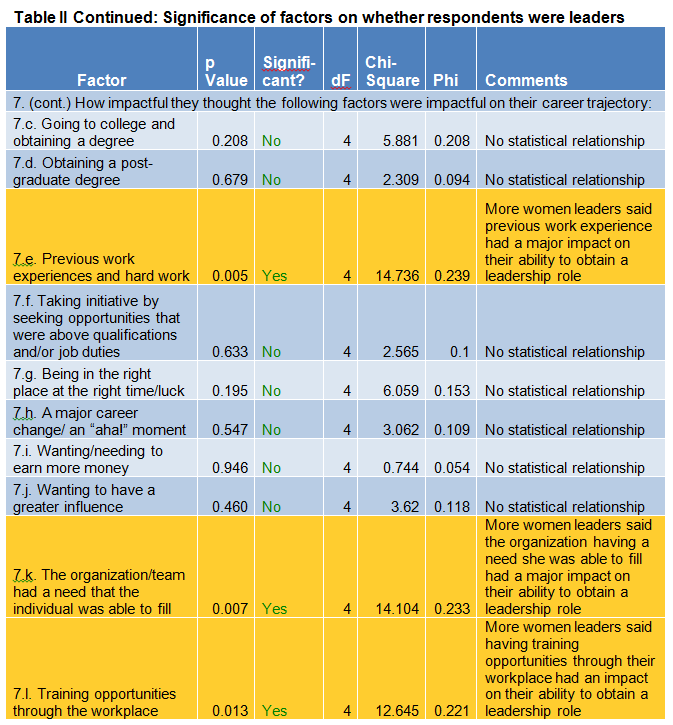 Table II Continued: Significance of factors on whether respondents were leaders
Factor p Value Signifi-cant? dF Chi-Square Phi Comments
7. (cont.) How impactful they thought the following factors were impactful on their career trajectory:
7.c. Going to college and
obtaining a degree 0.208 No 4 5.881 0.208 No statistical relationship
7.d. Obtaining a post-
graduate degree 0.679 No 4 2.309 0.094 No statistical relationship
More women leaders said
previous work experience
had a major impact on
7.e. Previous work their ability to obtain a
experiences and hard work 0.005 Yes 4 14.736 0.239 leadership role
7.f. Taking initiative by
seeking opportunities that
were above qualifications
and/or job duties 0.633 No 4 2.565 0.1 No statistical relationship
7.g. Being in the right
place at the right time/luck 0.195 No 4 6.059 0.153 No statistical relationship
7.h. A major career
change/ an “aha!” moment 0.547 No 4 3.062 0.109 No statistical relationship
7.i. Wanting/needing to
earn more money 0.946 No 4 0.744 0.054 No statistical relationship
7.j. Wanting to have a
greater influence 0.460 No 4 3.62 0.118 No statistical relationship
More women leaders said
the organization having a
need she was able to fill
7.k. The organization/team had a major impact on
had a need that the their ability to obtain a
individual was able to fill 0.007 Yes 4 14.104 0.233 leadership role
More women leaders said
having training
opportunities through their
workplace had an impact
7.l. Training opportunities on their ability to obtain a
through the workplace 0.013 Yes 4 12.645 0.221 leadership role